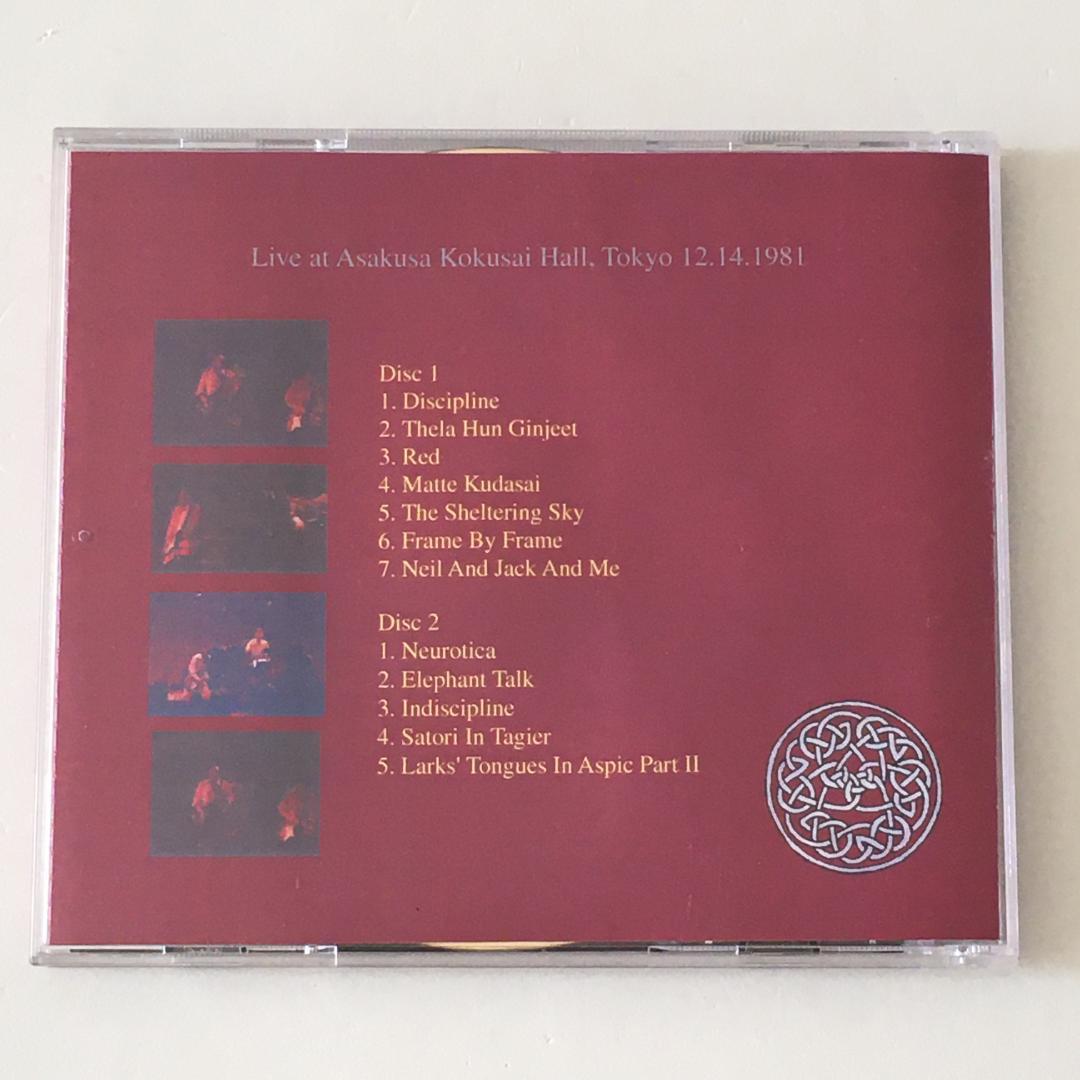 Live at Asakusa Kokusai Hall, Tokyo 12.14.1981
Disc 1
1. Discipline
2. Thela Hun Ginjeet
3. Red
4. Matte Kudasai
5. The Sheltering Sky
6. Frame By Frame
7. Neil And Jack And Me
Disc 2
1. Neurotica
2. Elephant Talk
3. Indiscipline
4. Satori In Tagier
5. Larks' Tongues In Aspic Part II